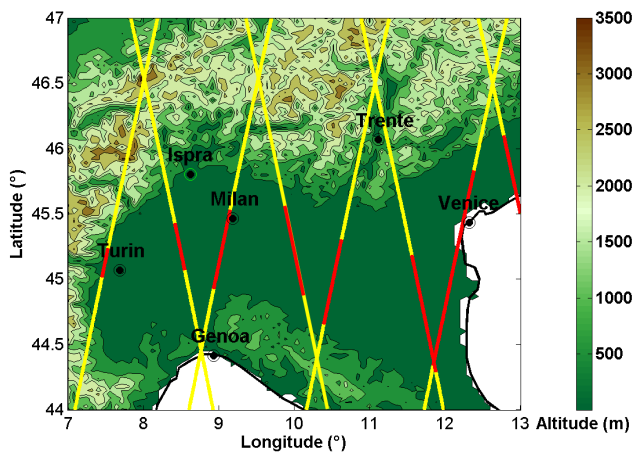 47
46.5
46
45.5
45
44.5
44
Latitude (°)
7
8
9
10
11
12
13
Longitude (°)
Trente
Ispra
Milan
Venice
Turin
Genoa
3500
3000
2500
2000
1500
1000
500
Altitude (m)